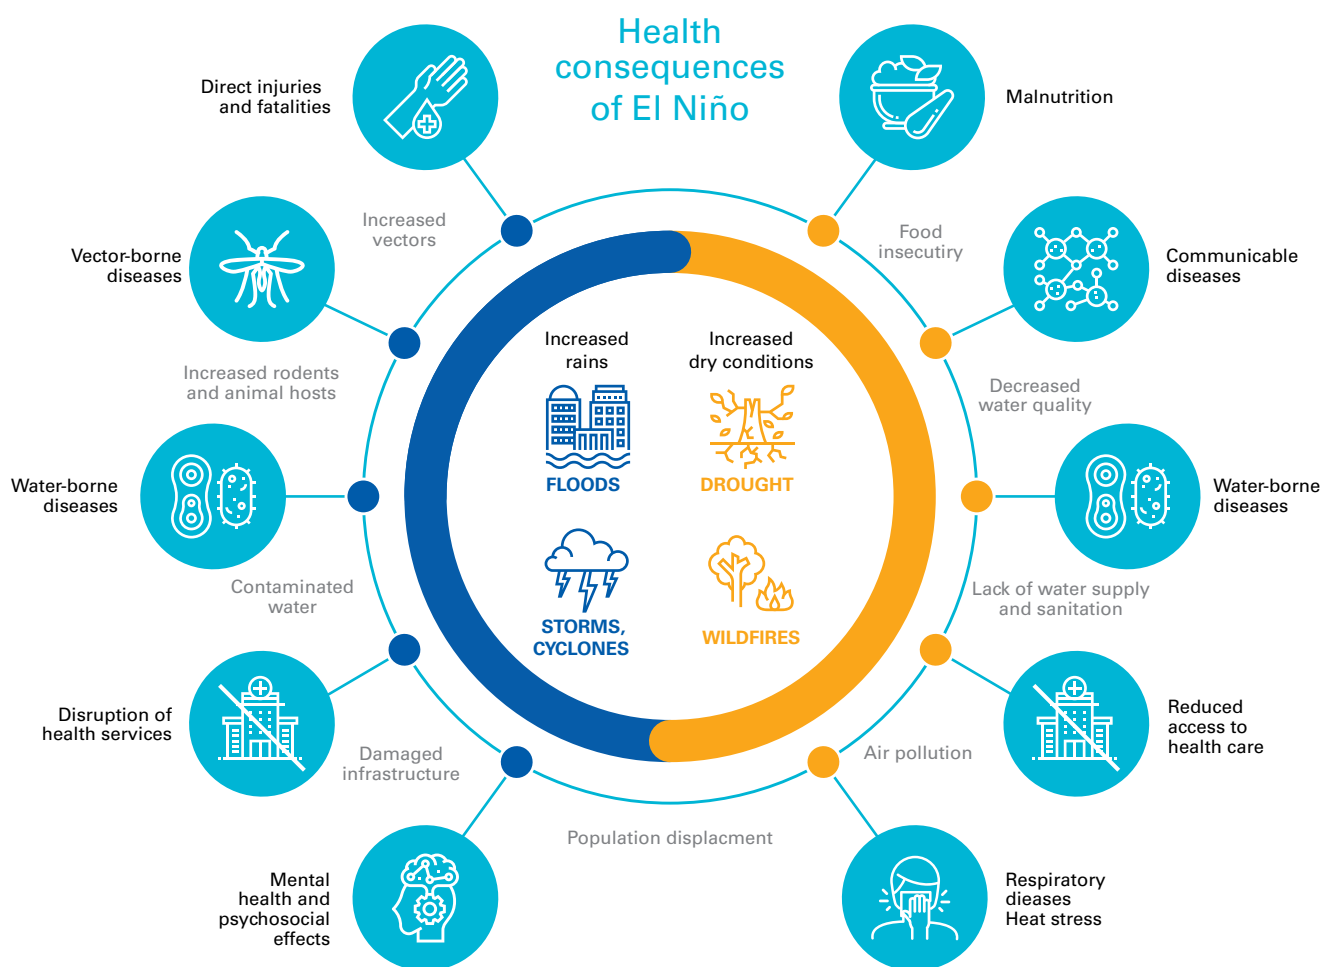 Health
consequences
of El Niño
Direct injuries
and fatalities
Malnutrition
Increased
vectors
Food
insecutiry
Vector-borne
diseases
Communicable
diseases
Increased
rains
Increased
dry conditions
Increased rodents
and animal hosts
Decreased
water quality
FLOODS
DROUGHT
Water-borne
diseases
Water-borne
diseases
Contaminated
water
Lack of water supply
and sanitation
STORMS,
CYCLONES
WILDFIRES
Disruption of
health services
Reduced
access to
health care
Damaged
infrastructure
Air pollution
Population displacment
Mental
health and
psychosocial
effects
Respiratory
dieases
Heat stress